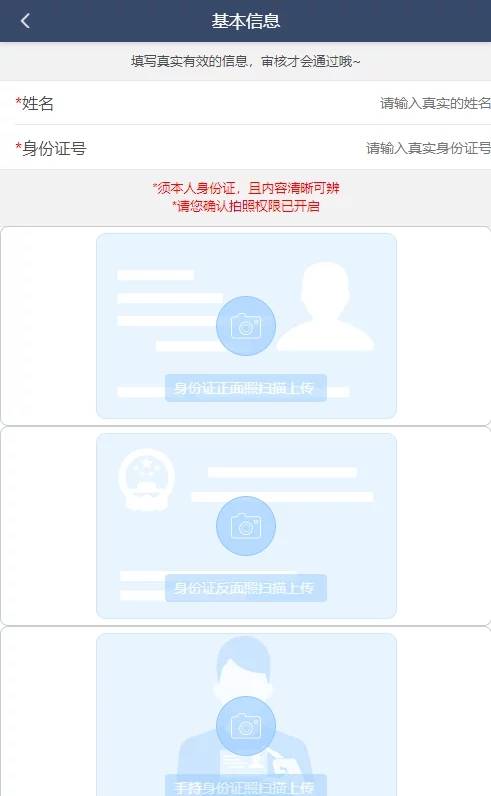 基本信息
填写真实有效的信息，审核才会通过哦~
*姓名
请输入真实的姓名
*身份证号
请输入真实身份证号
*须本人身份证，且内容清晰可辨
*请您确认拍照权限已开启
身份证正面照扫描上传
身份证反面照扫描上传
手持身份证照扫描上传